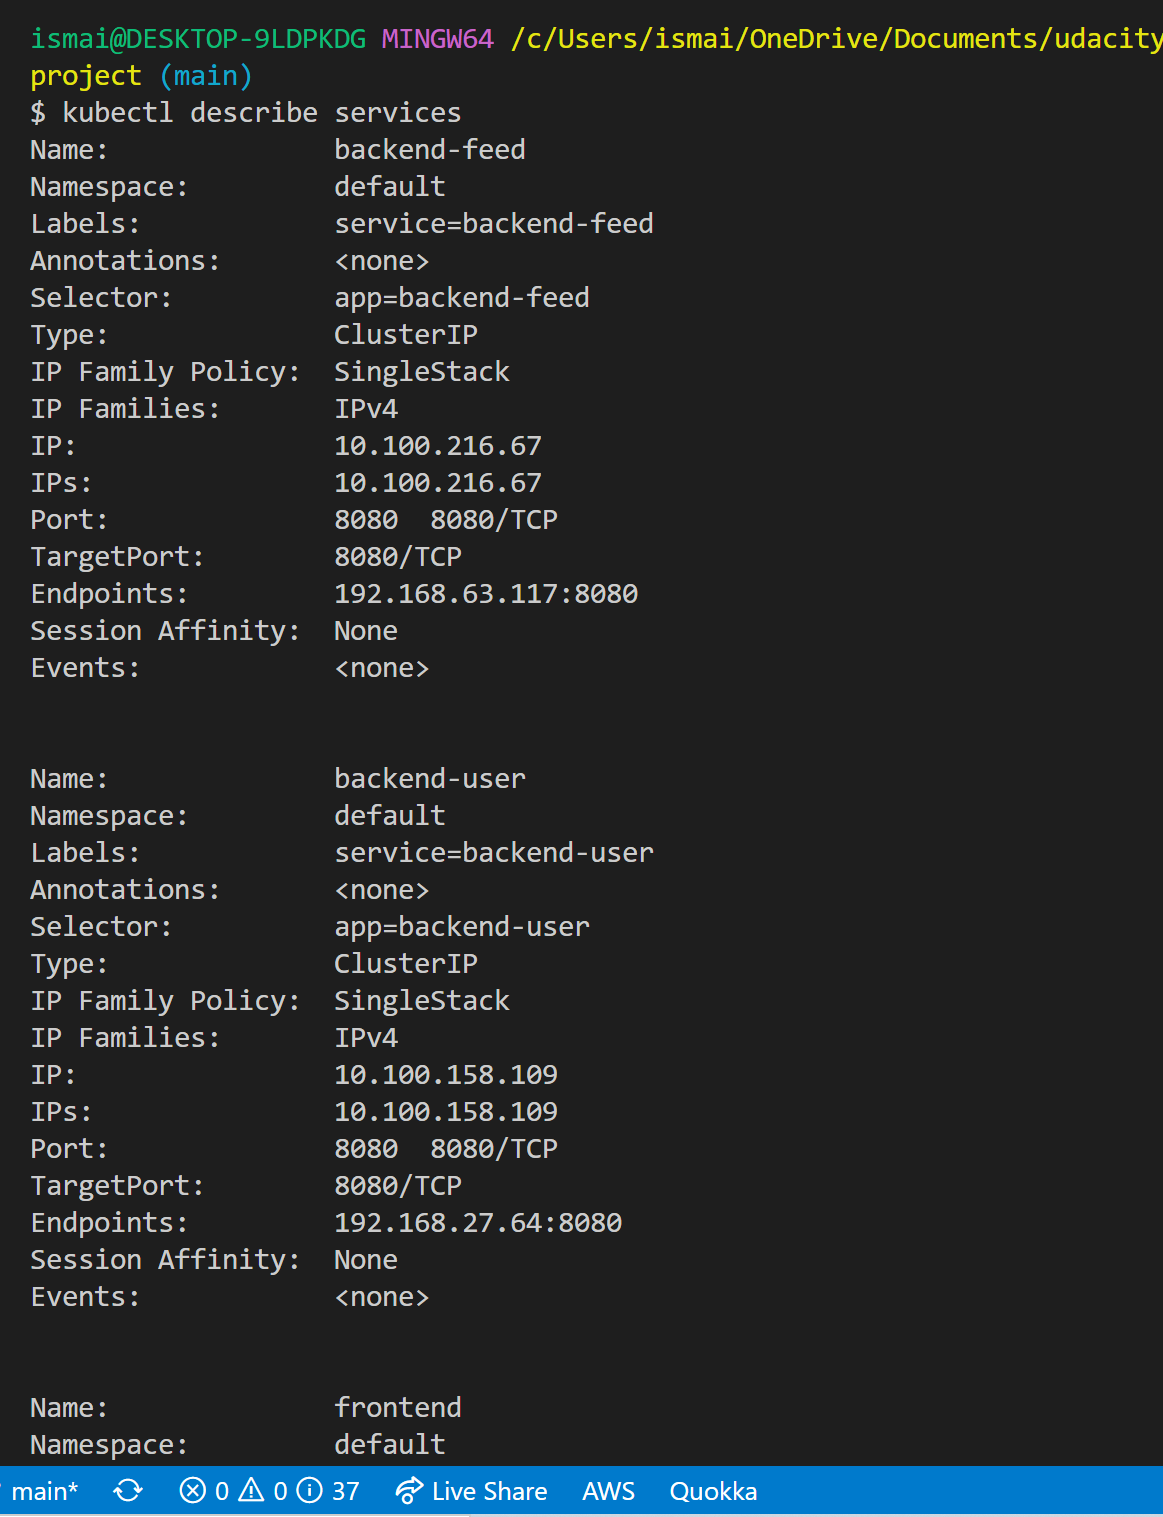 ismai@DESKTOP-9LDPKDG MINGW64 /c/Users/ismai/OneDrive/Documents/udacity
project (main)
$ kubectl describe services
Name:              backend-feed
Namespace:         default
Labels:            service=backend-feed
Annotations:       <none>
Selector:          app=backend-feed
Type:              ClusterIP
IP Family Policy:  SingleStack
IP Families:       IPv4
IP:                10.100.216.67
IPs:               10.100.216.67
Port:              8080  8080/TCP
TargetPort:        8080/TCP
Endpoints:         192.168.63.117:8080
Session Affinity:  None
Events:            <none>
Name:              backend-user
Namespace:         default
Labels:            service=backend-user
Annotations:       <none>
Selector:          app=backend-user
Type:              ClusterIP
IP Family Policy:  SingleStack
IP Families:       IPv4
IP:                10.100.158.109
IPs:               10.100.158.109
Port:              8080  8080/TCP
TargetPort:        8080/TCP
Endpoints:         192.168.27.64:8080
Session Affinity:  None
Events:            <none>
Name:              frontend
Namespace:         default
main* 0 0 37 Live Share AWS Quokka